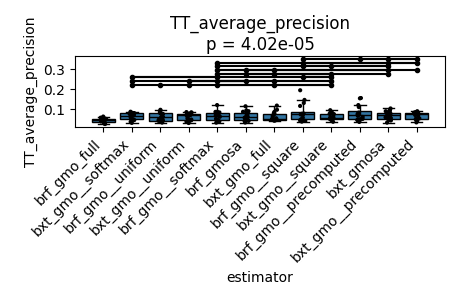 TT_average_precision
p = 4.02e-05
TT_average_precision
0.3
0.2
0.1
brf_gmo_full
bxt_gmo__softmax
brf_gmo__uniform
bxt_gmo__uniform
brf_gmo__softmax
brf_gmosa
bxt_gmo_full
brf_gmo__square
bxt_gmo__square
brf_gmo__precomputed
bxt_gmosa
bxt_gmo__precomputed
estimator